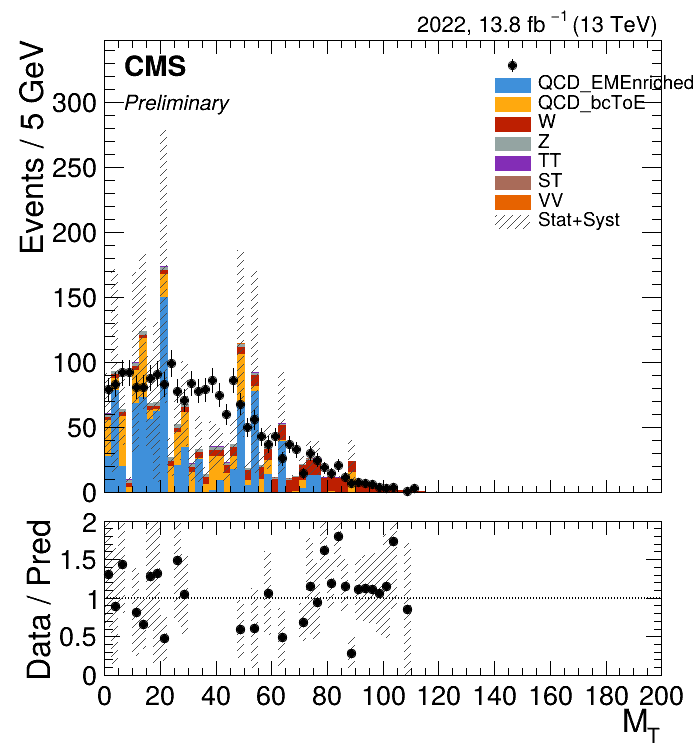 2022, 13.8 fb⁻¹ (13 TeV)
CMS
Preliminary
QCD_EMEnriched
QCD_bcToE
W
Z
TT
ST
VV
Stat+Syst
Events / 5 GeV
300
250
200
150
100
50
0
Data / Pred
2
1.5
1
0.5
0
0 20 40 60 80 100 120 140 160 180 200
M_T